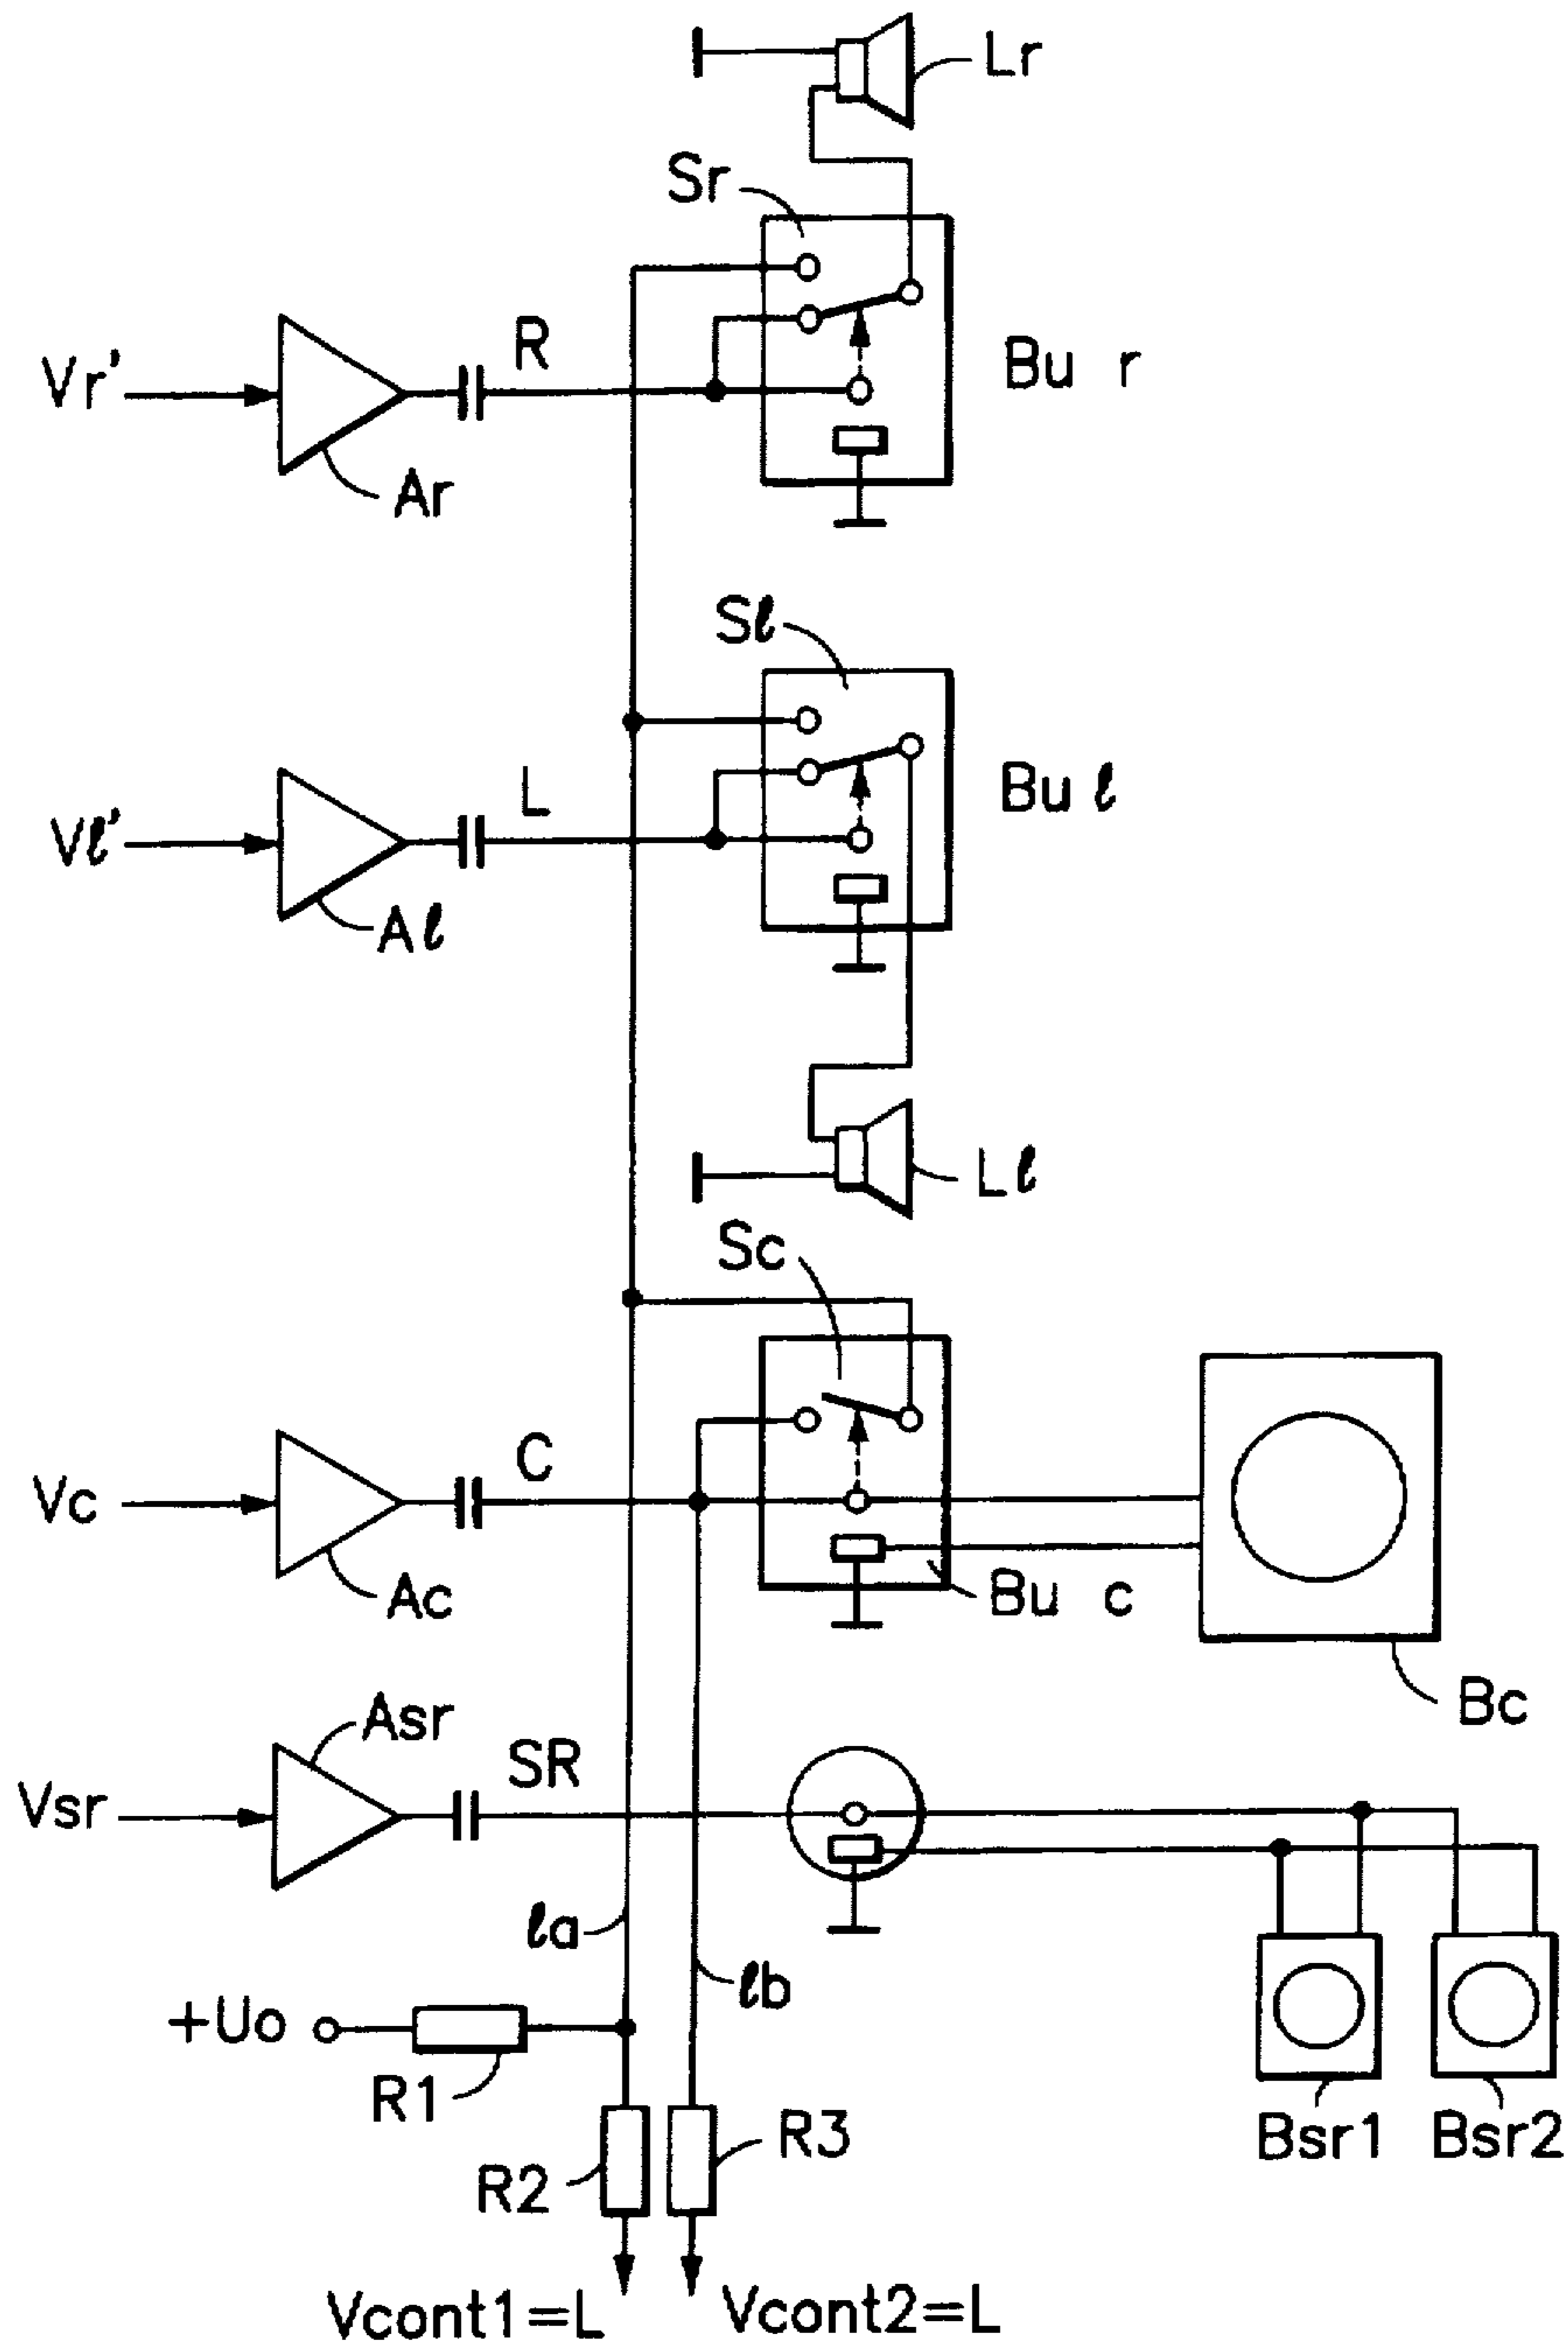 Lr
Sr
R
Vr'
Bu r
Ar
Sℓ
L
Bu ℓ
Vℓ'
Aℓ
Lℓ
Sc
C
Vc
Ac
Bu c
Bc
Asr
SR
Vsr
ℓa
ℓb
+Uo
R1
R3
R2
Bsr1
Bsr2
Vcont1=L
Vcont2=L